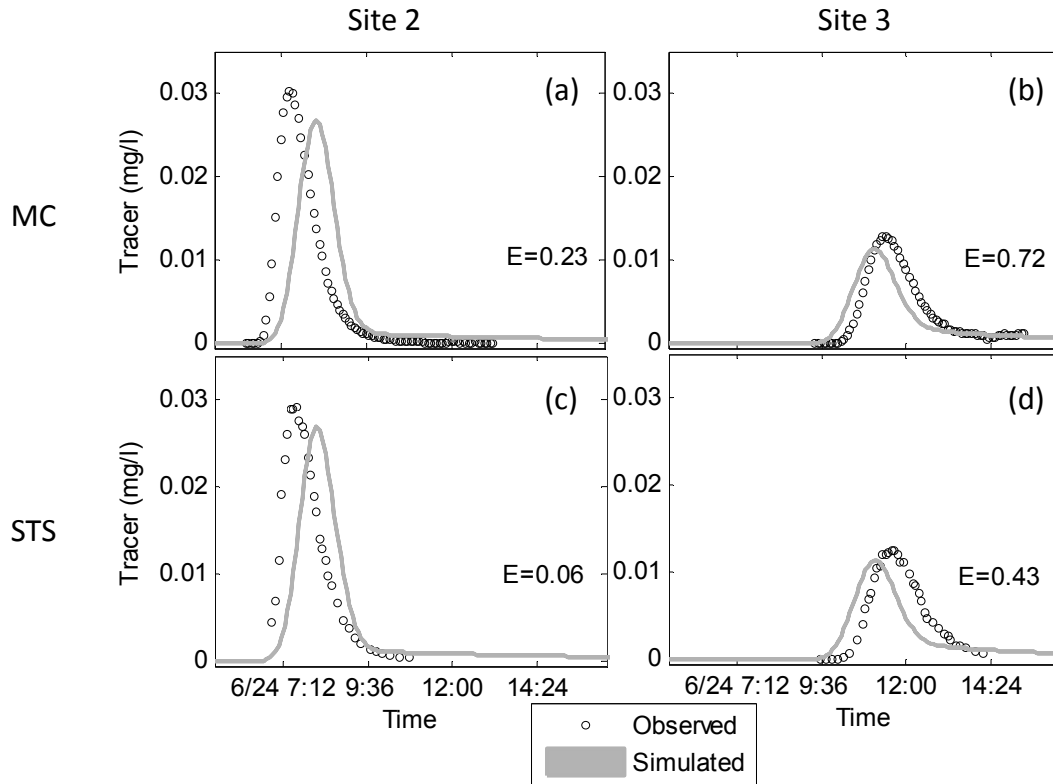 Site 2
Site 3
MC
STS
(a)
0.03
0.02
0.01
0
Tracer (mg/l)
E=0.23
(b)
0.03
0.02
0.01
0
E=0.72
(c)
0.03
0.02
0.01
0
Tracer (mg/l)
E=0.06
6/24 7:12 9:36 12:00 14:24
Time
(d)
0.03
0.02
0.01
0
E=0.43
6/24 7:12 9:36 12:00 14:24
Time
Observed
Simulated